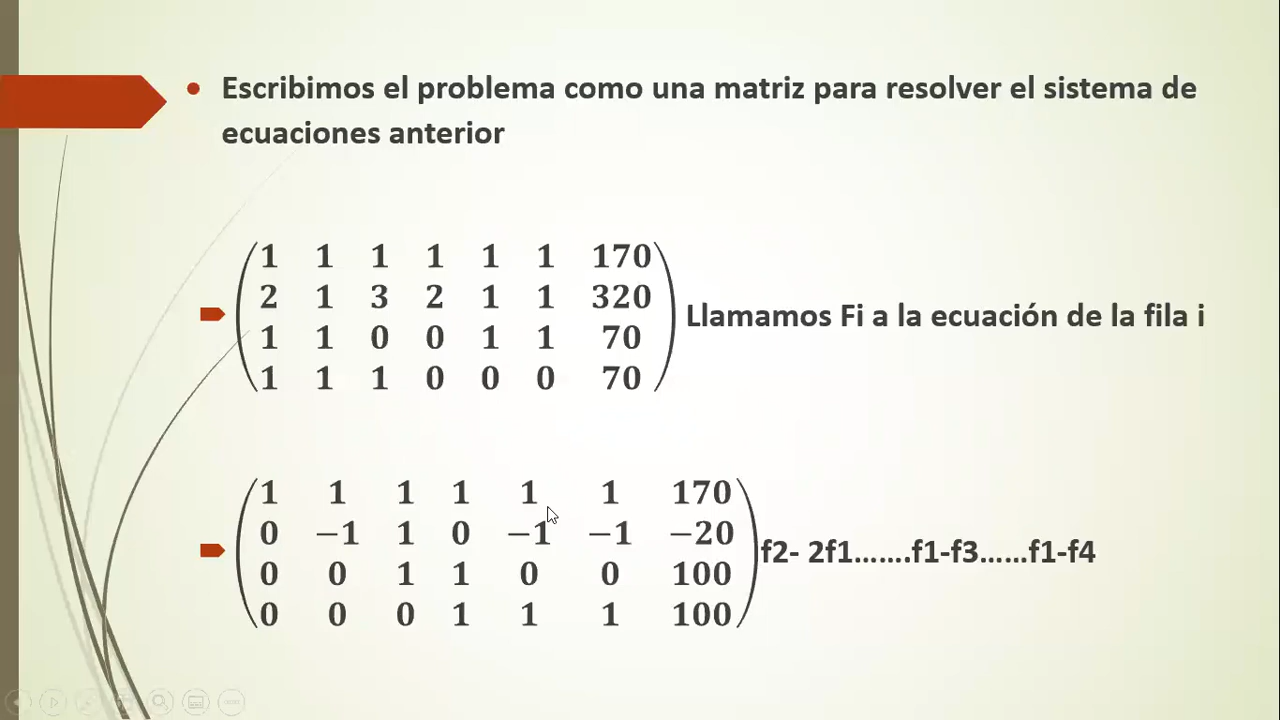 Escribimos el problema como una matriz para resolver el sistema de
ecuaciones anterior
1 1 1 1 1 1 170
2 1 3 2 1 1 320
1 1 0 0 1 1 70
1 1 1 0 0 0 70
Llamamos Fi a la ecuación de la fila i
1 1 1 1 1 1 170
0 −1 1 0 −1 −1 −20
0 0 1 1 0 0 100
0 0 0 1 1 1 100
f2- 2f1…….f1-f3……f1-f4